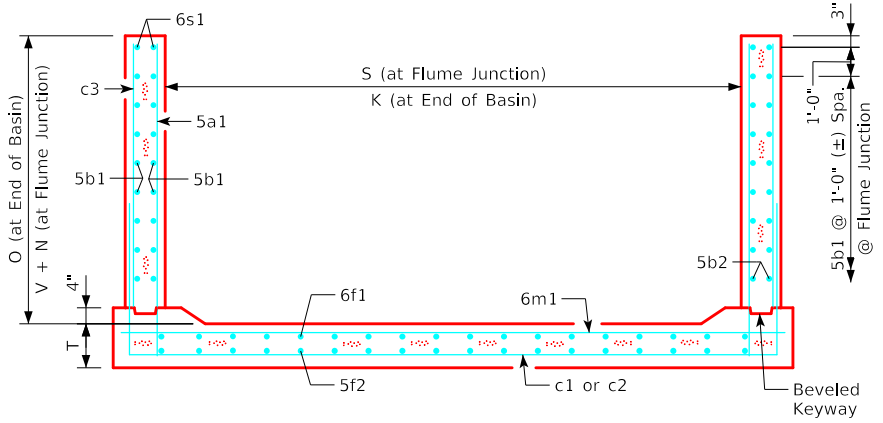 6s1
3"
S (at Flume Junction)
K (at End of Basin)
c3
5a1
1'-0"
5b1 5b1
O (at End of Basin)
V + N (at Flume Junction)
5b1 @ 1'-0" (±) Spa.
@ Flume Junction
5b2
4"
6f1
6m1
T
5f2
c1 or c2
Beveled
Keyway